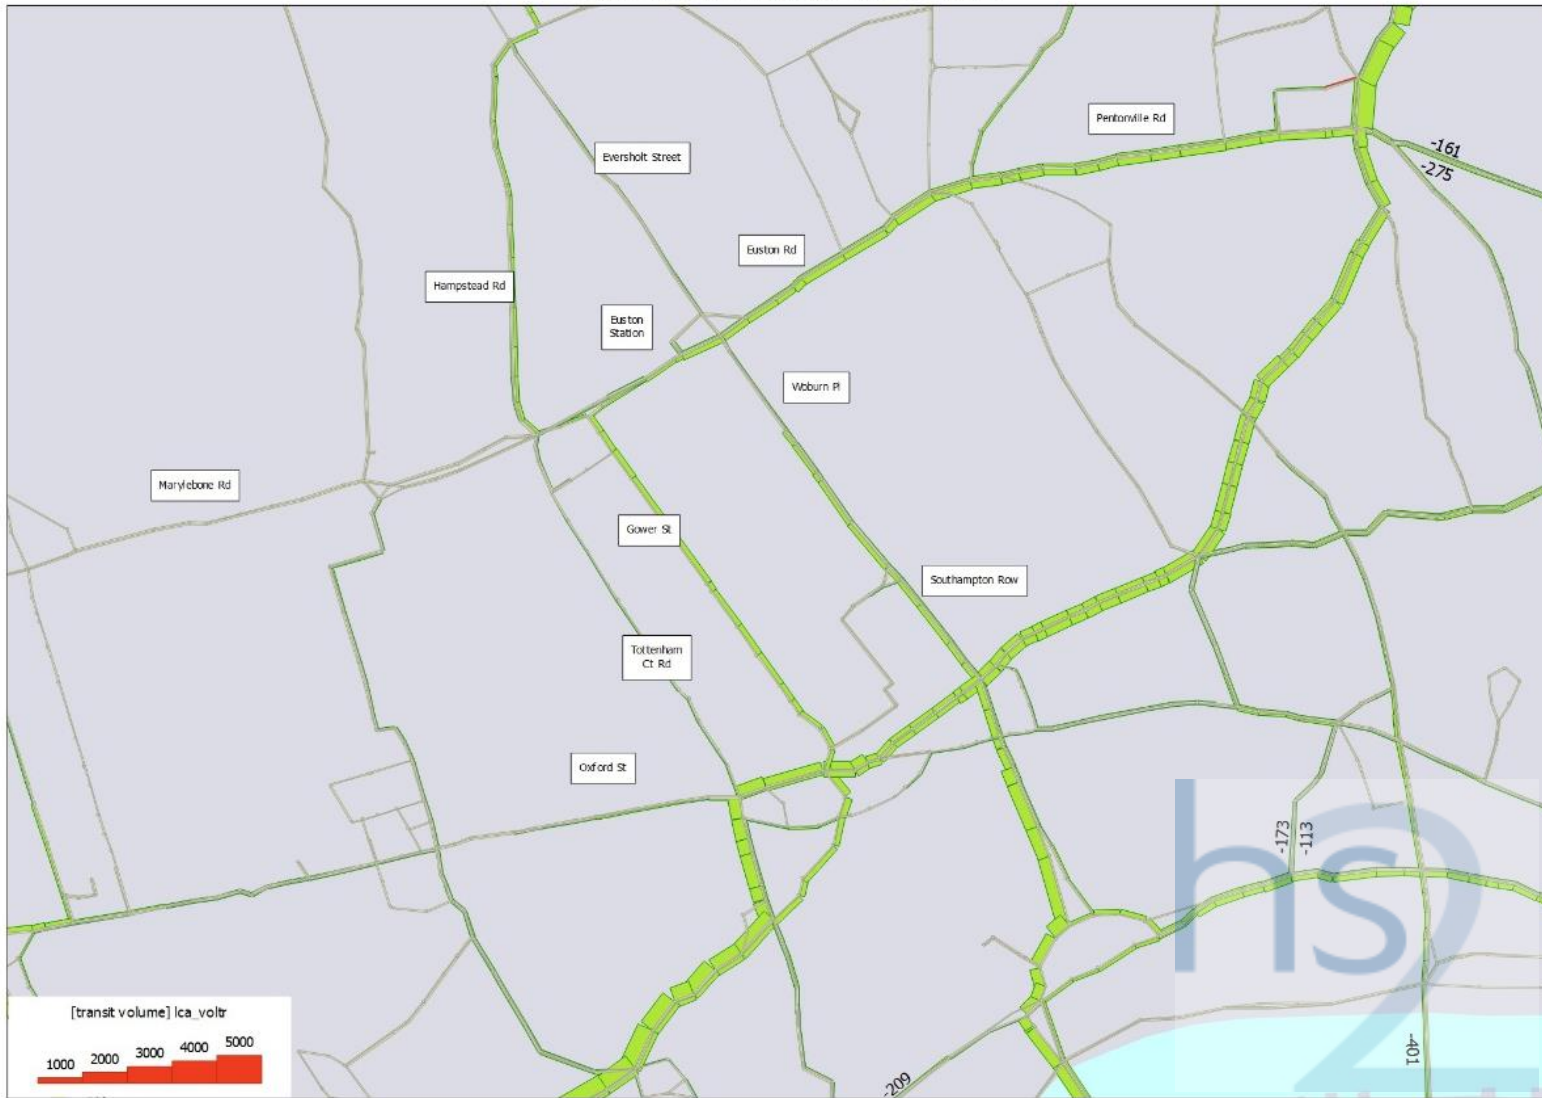 Pentonville Rd
-161
-275
Eversholt Street
Euston Rd
Hampstead Rd
Euston
Station
Woburn Pl
Marylebone Rd
Gower St
Southampton Row
Tottenham
Ct Rd
Oxford St
-173
-113
hs2
[transit volume] lca_voltr
1000 2000 3000 4000 5000
-401
-209